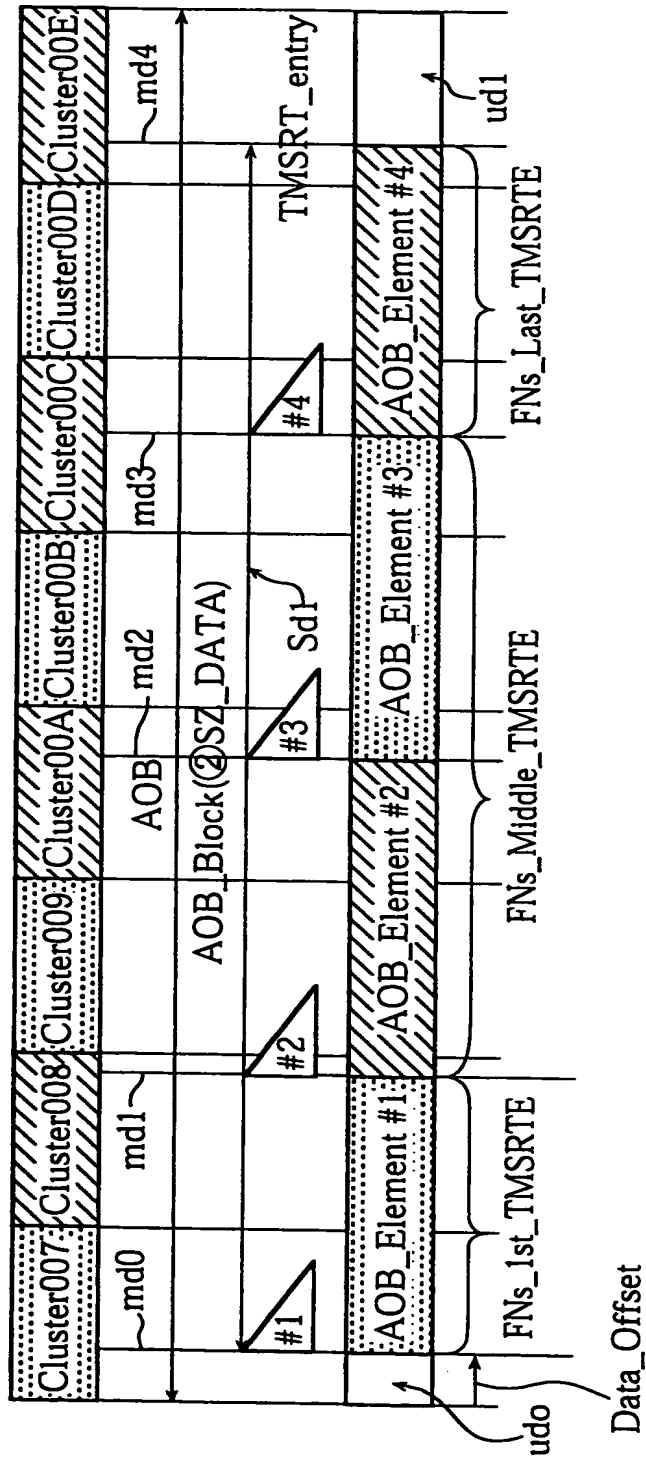 Cluster007 Cluster008 Cluster009 Cluster00A Cluster00B Cluster00C Cluster00D Cluster00E
md0 md1 md2 md3 md4
AOB
AOB_Block(②SZ_DATA)
Sd1
TMSRT_entry
#1 #2 #3 #4
AOB_Element #1 AOB_Element #2 AOB_Element #3 AOB_Element #4
udo ud1
FNs_1st_TMSRTE FNs_Middle_TMSRTE FNs_Last_TMSRTE
Data_Offset